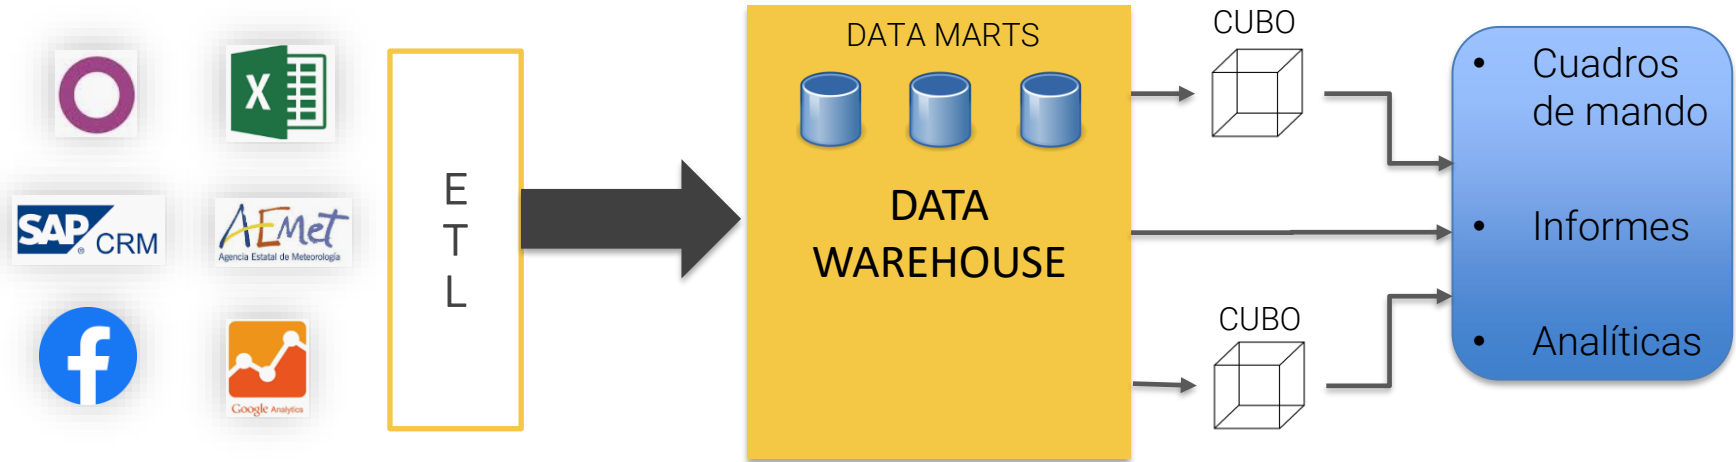 X
SAP
® CRM
AEMet
Agencia Estatal de Meteorología
f
Google Analytics
E
T
L
DATA MARTS
DATA
WAREHOUSE
CUBO
CUBO
• Cuadros
de mando
• Informes
• Analíticas